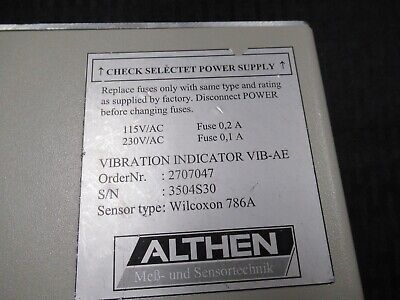 ↑ CHECK SELECTET POWER SUPPLY ↑
Replace fuses only with same type and rating
as supplied by factory. Disconnect POWER
before changing fuses.
115V/AC Fuse 0,2 A
230V/AC Fuse 0,1 A
VIBRATION INDICATOR VIB-AE
OrderNr. : 2707047
S/N : 3504S30
Sensor type: Wilcoxon 786A
ALTHEN
Meß- und Sensortechnik